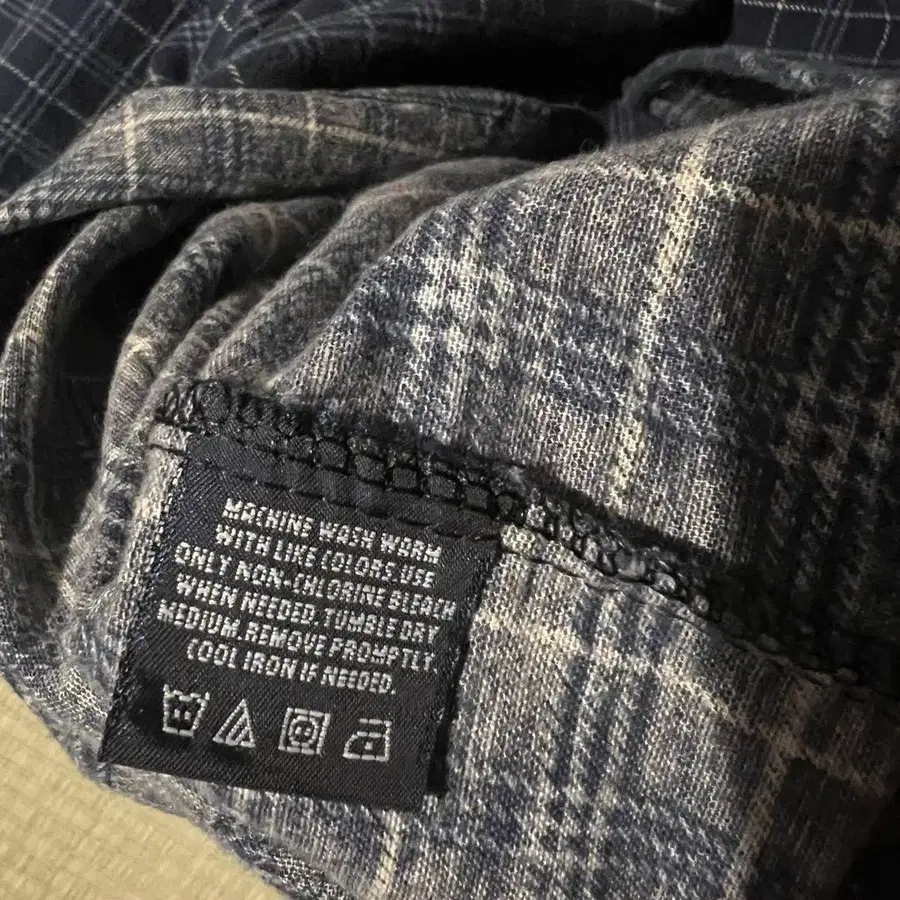 MACHINE WASH WARM
WITH LIKE COLORS. USE
ONLY NON-CHLORINE BLEACH
WHEN NEEDED. TUMBLE DRY
MEDIUM. REMOVE PROMPTLY.
COOL IRON IF NEEDED.